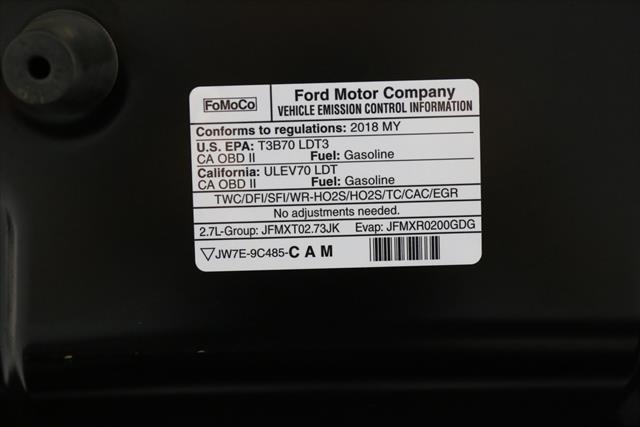 FoMoCo
Ford Motor Company
VEHICLE EMISSION CONTROL INFORMATION
Conforms to regulations: 2018 MY
U.S. EPA: T3B70 LDT3
CA OBD II Fuel: Gasoline
California: ULEV70 LDT
CA OBD II Fuel: Gasoline
TWC/DFI/SFI/WR-HO2S/HO2S/TC/CAC/EGR
No adjustments needed.
2.7L-Group: JFMXT02.73JK Evap: JFMXR0200GDG
JW7E-9C485-CAM